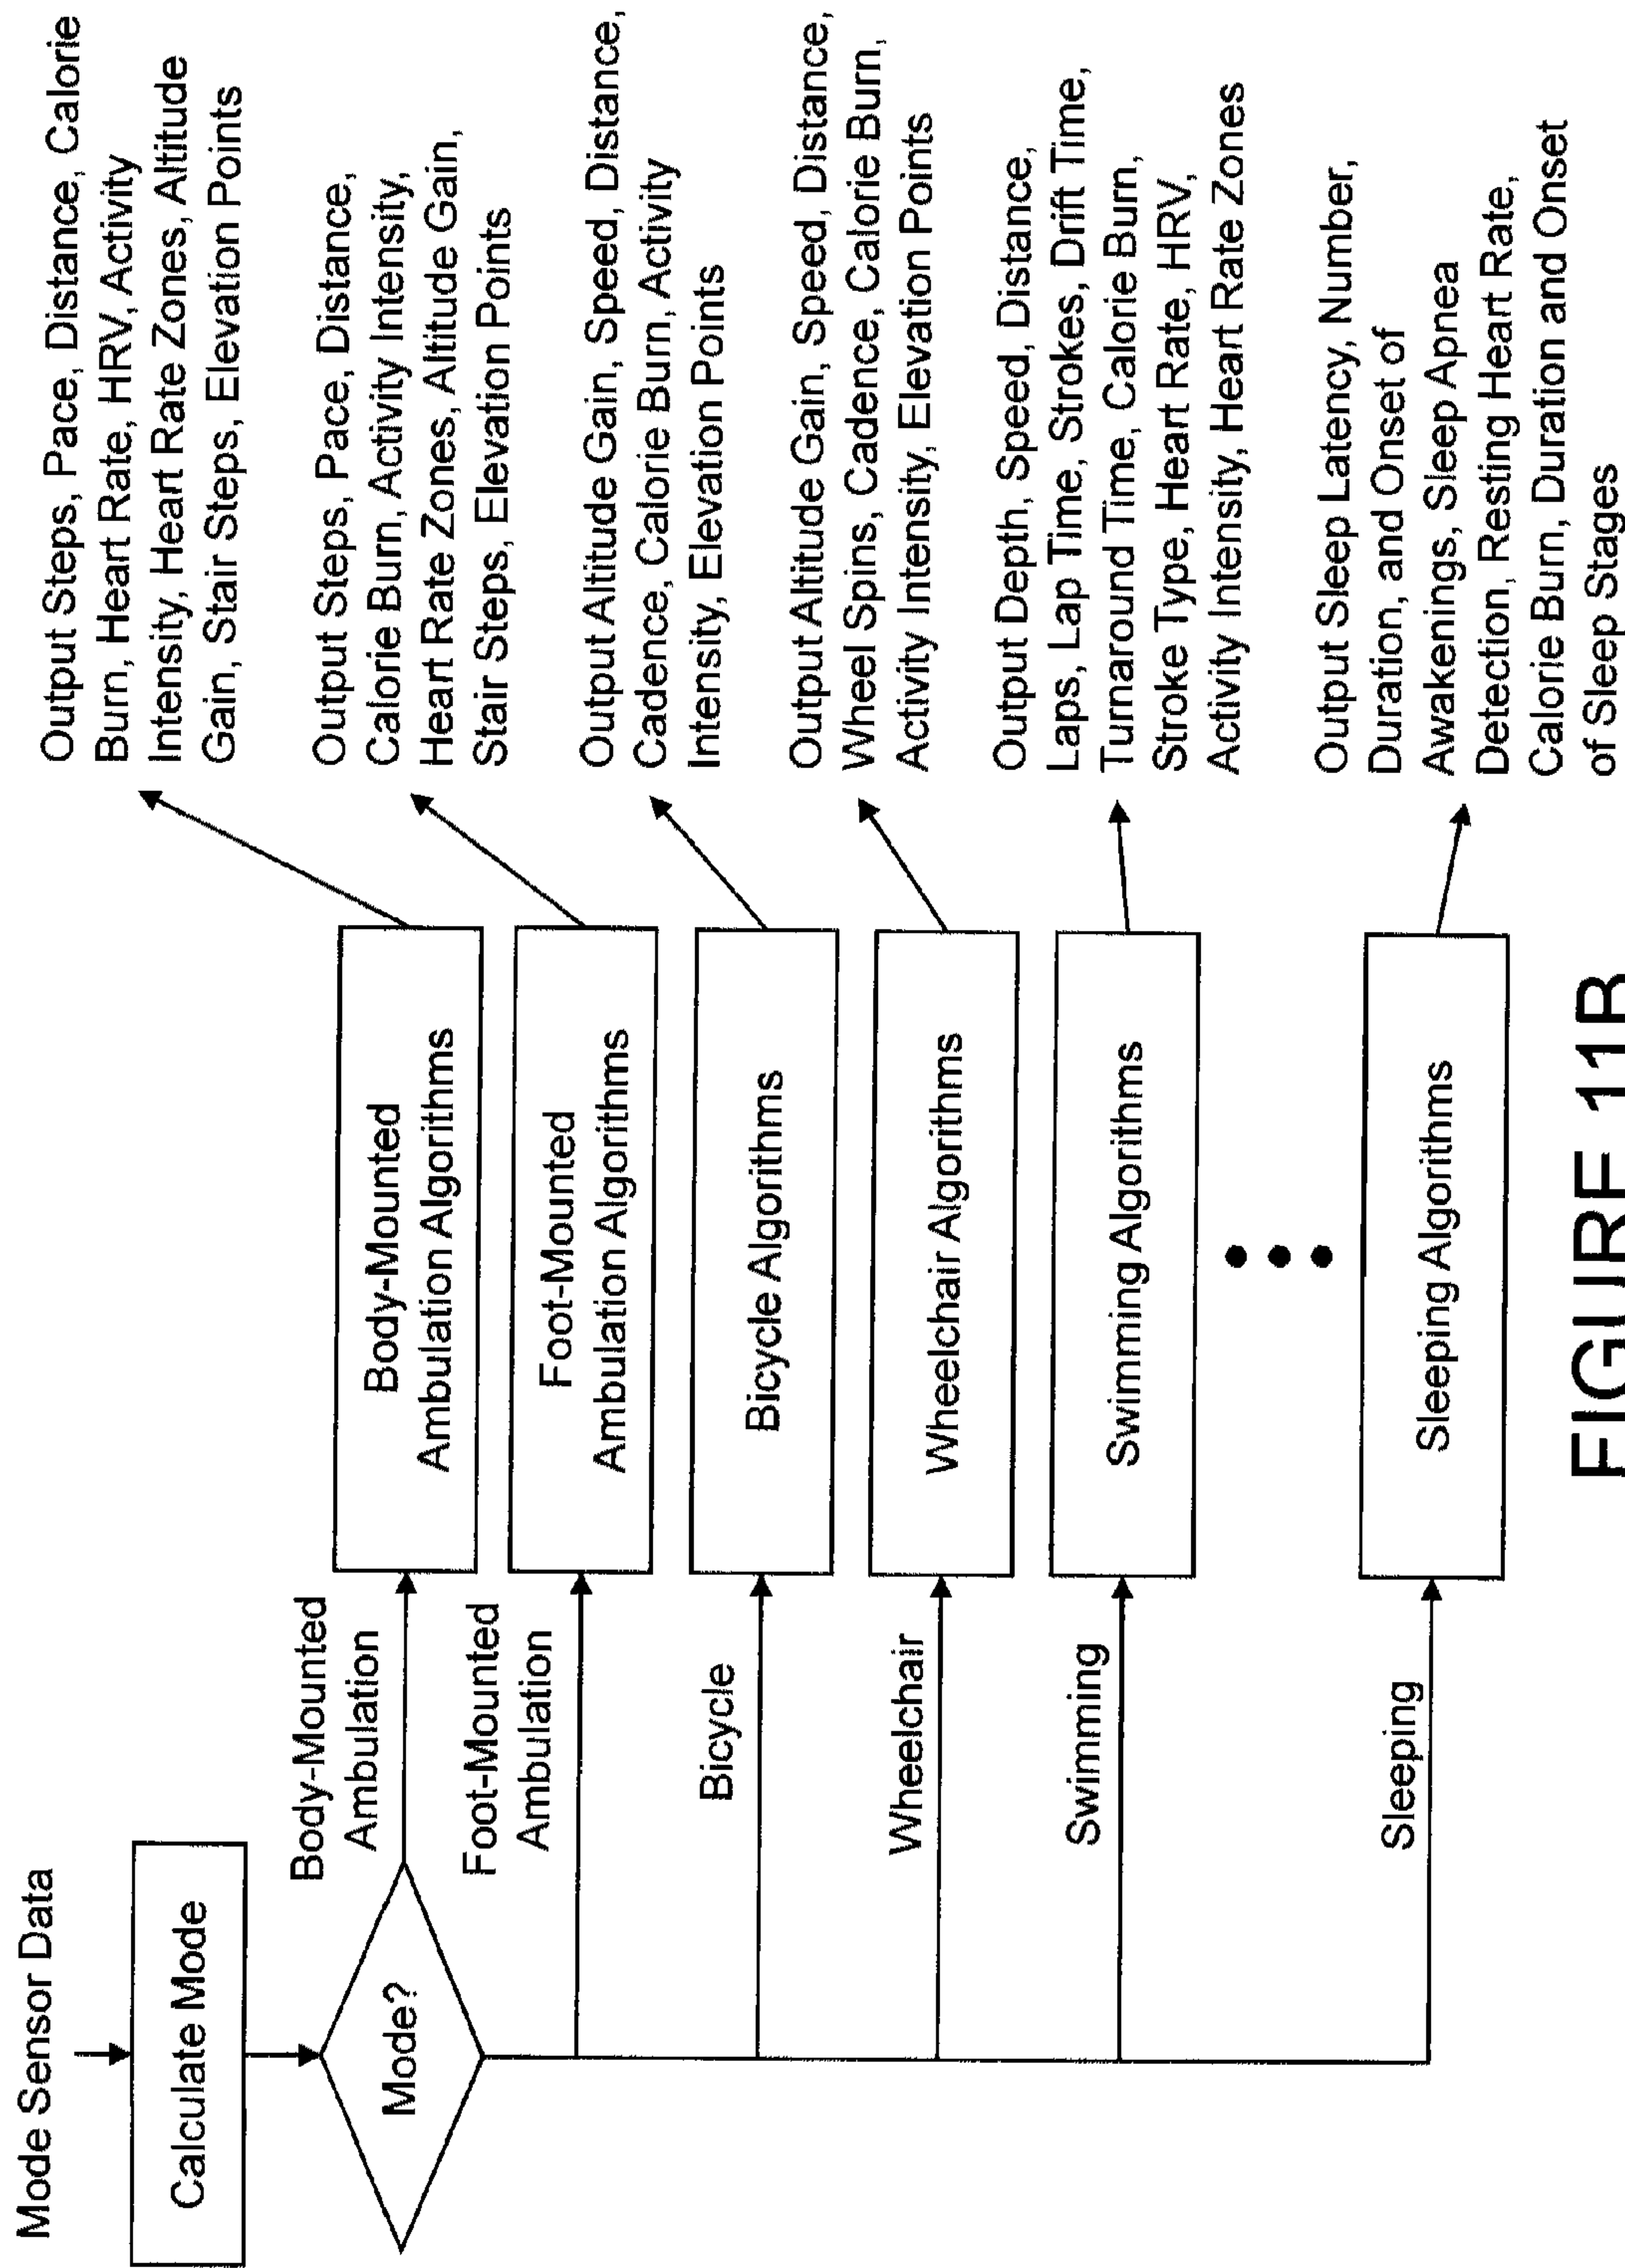 Mode Sensor Data
Calculate Mode
Mode?
Body-Mounted
Ambulation
Body-Mounted
Ambulation Algorithms
Output Steps, Pace, Distance, Calorie
Burn, Heart Rate, HRV, Activity
Intensity, Heart Rate Zones, Altitude
Gain, Stair Steps, Elevation Points
Foot-Mounted
Ambulation
Foot-Mounted
Ambulation Algorithms
Output Steps, Pace, Distance,
Calorie Burn, Activity Intensity,
Heart Rate Zones, Altitude Gain,
Stair Steps, Elevation Points
Bicycle
Bicycle Algorithms
Output Altitude Gain, Speed, Distance,
Cadence, Calorie Burn, Activity
Intensity, Elevation Points
Wheelchair
Wheelchair Algorithms
Output Altitude Gain, Speed, Distance,
Wheel Spins, Cadence, Calorie Burn,
Activity Intensity, Elevation Points
Swimming
Swimming Algorithms
Output Depth, Speed, Distance,
Laps, Lap Time, Strokes, Drift Time,
Turnaround Time, Calorie Burn,
Stroke Type, Heart Rate, HRV,
Activity Intensity, Heart Rate Zones
Sleeping
Sleeping Algorithms
Output Sleep Latency, Number,
Duration, and Onset of
Awakenings, Sleep Apnea
Detection, Resting Heart Rate,
Calorie Burn, Duration and Onset
of Sleep Stages
FIGURE 11B